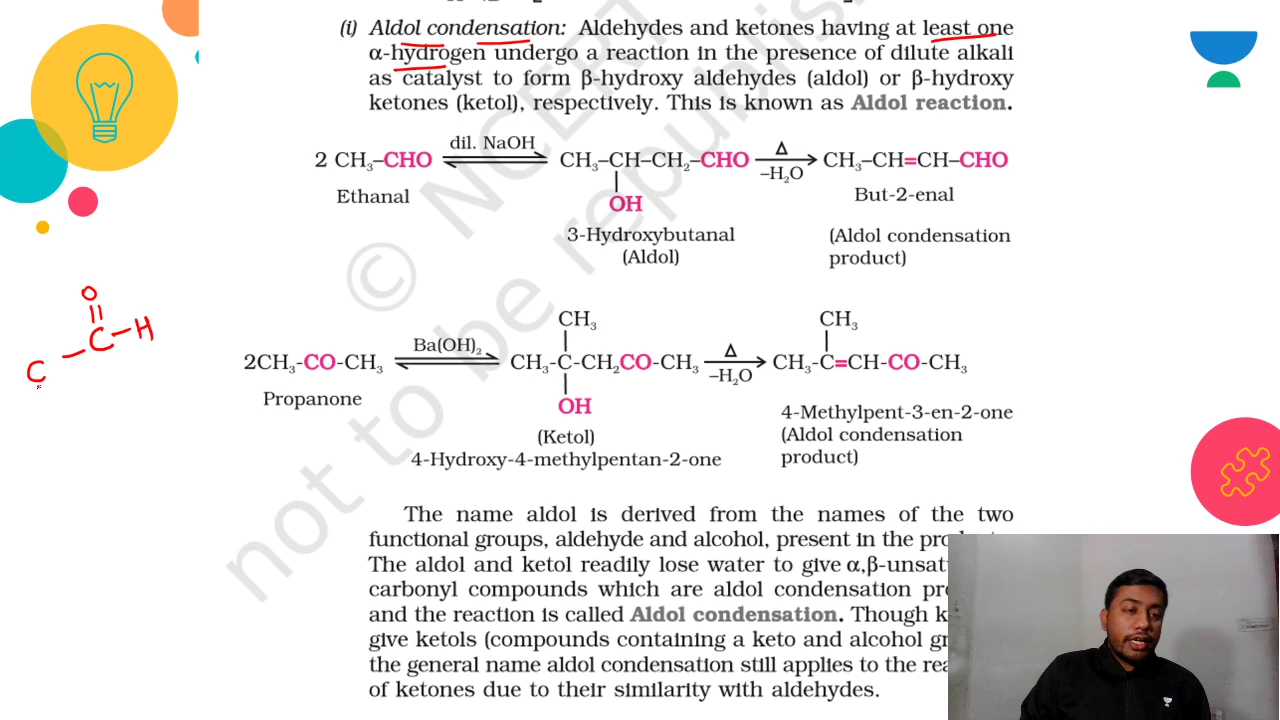 (i) Aldol condensation: Aldehydes and ketones having at least one
α-hydrogen undergo a reaction in the presence of dilute alkali
as catalyst to form β-hydroxy aldehydes (aldol) or β-hydroxy
ketones (ketol), respectively. This is known as Aldol reaction.
2 CH₃–CHO dil. NaOH CH₃–CH–CH₂–CHO Δ –H₂O CH₃–CH=CH–CHO
OH
Ethanal
But-2-enal
3-Hydroxybutanal
(Aldol)
(Aldol condensation
product)
O
C–H
C
CH₃
CH₃
2CH₃-CO-CH₃ Ba(OH)₂ CH₃-C-CH₂CO-CH₃ Δ –H₂O CH₃-C=CH-CO-CH₃
OH
Propanone
(Ketol)
4-Hydroxy-4-methylpentan-2-one
4-Methylpent-3-en-2-one
(Aldol condensation
product)
The name aldol is derived from the names of the two
functional groups, aldehyde and alcohol, present in the
The aldol and ketol readily lose water to give α,β-unsat
carbonyl compounds which are aldol condensation pr
and the reaction is called Aldol condensation. Though k
give ketols (compounds containing a keto and alcohol gr
the general name aldol condensation still applies to the rea
of ketones due to their similarity with aldehydes.
© NCERT
not to be republish